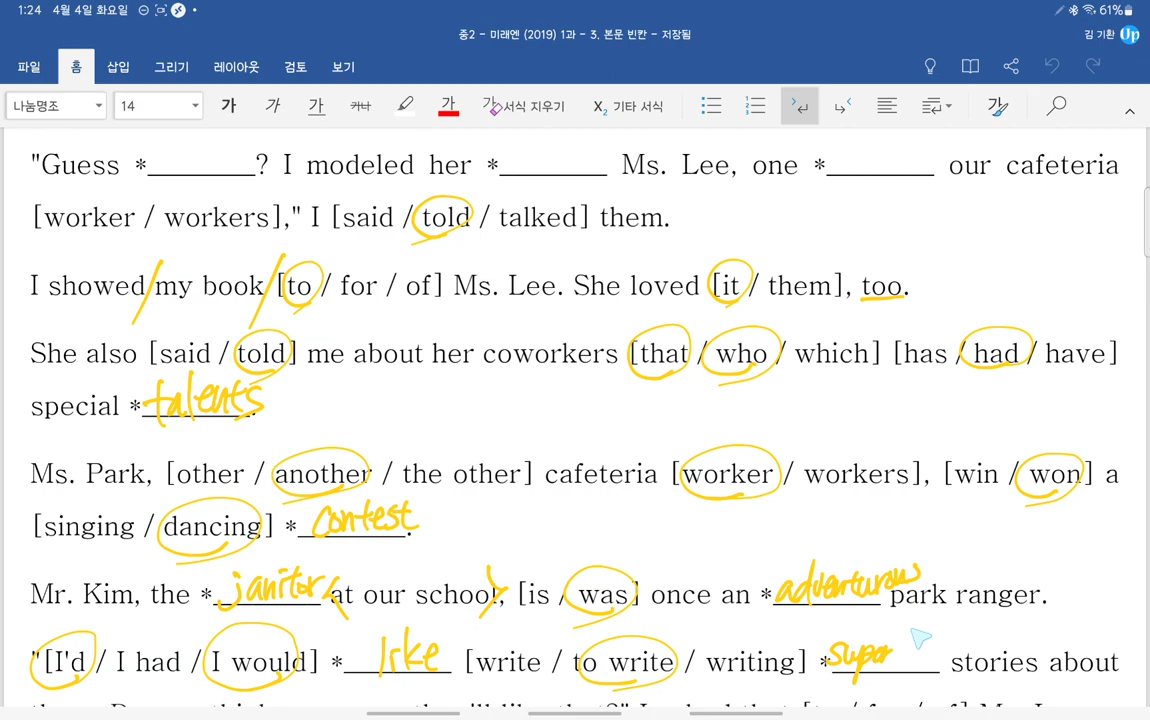 1:24 4월 4일 화요일 61%
중2 - 미래엔 (2019) 1과 - 3. 본문 빈칸 - 저장됨 김 기환 Up
파일 홈 삽입 그리기 레이아웃 검토 보기
나눔명조 14 가 가 가 가나 가 가 서식 지우기 X₂ 기타 서식 가
"Guess *________? I modeled her *________ Ms. Lee, one *________ our cafeteria
[worker / workers]," I [said / told / talked] them.
I showed / my book / [to / for / of] Ms. Lee. She loved [it / them], too.
She also [said / told] me about her coworkers [that / who / which] [has / had / have]
special *talents.
Ms. Park, [other / another / the other] cafeteria [worker / workers], [win / won] a
[singing / dancing] *contest.
Mr. Kim, the *janitor <at our school>, [is / was] once an *adventurous park ranger.
"[I'd / I had / I would] *like [write / to write / writing] *super stories about